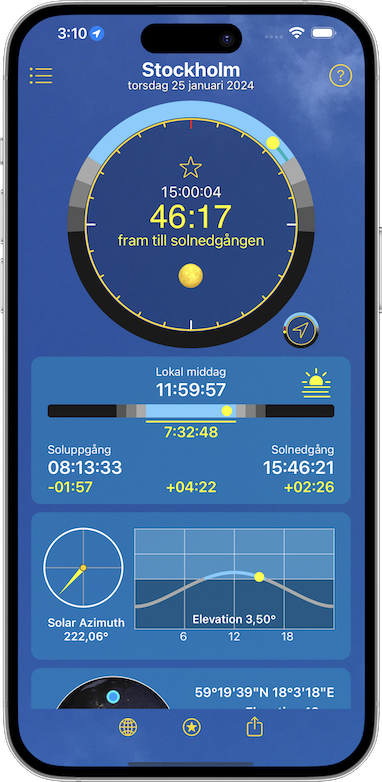 3:10
?
Stockholm
torsdag 25 januari 2024
15:00:04
46:17
fram till solnedgången
Lokal middag
11:59:57
7:32:48
Soluppgång Solnedgång
08:13:33 15:46:21
-01:57 +04:22 +02:26
Solar Azimuth
222,06°
Elevation 3,50°
6 12 18
59°19'39"N 18°3'18"E